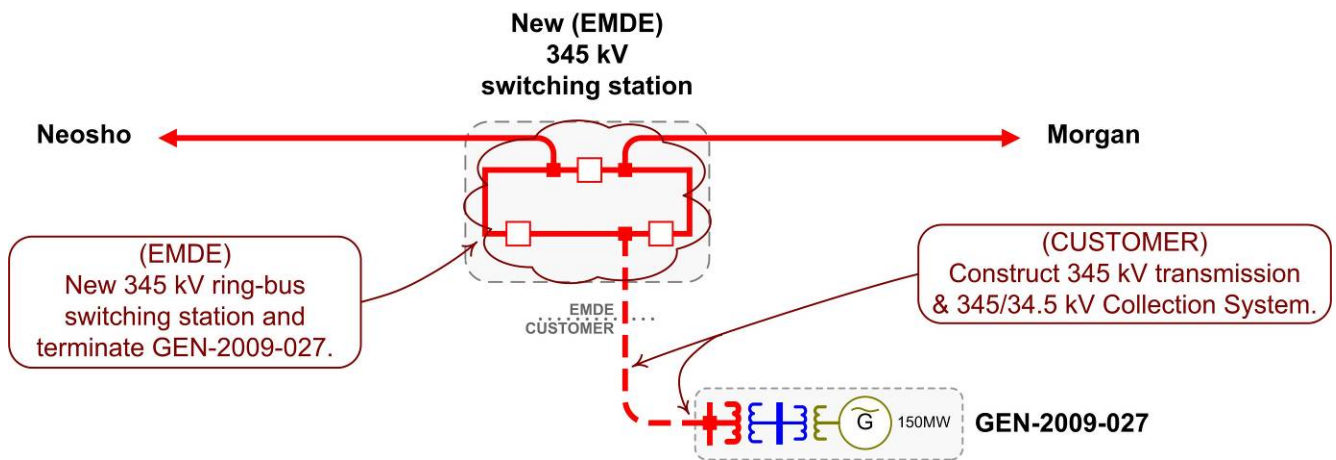 New (EMDE)
345 kV
switching station
Neosho
Morgan
(EMDE)
New 345 kV ring-bus
switching station and
terminate GEN-2009-027.
(CUSTOMER)
Construct 345 kV transmission
& 345/34.5 kV Collection System.
EMDE
CUSTOMER
G
150MW
GEN-2009-027